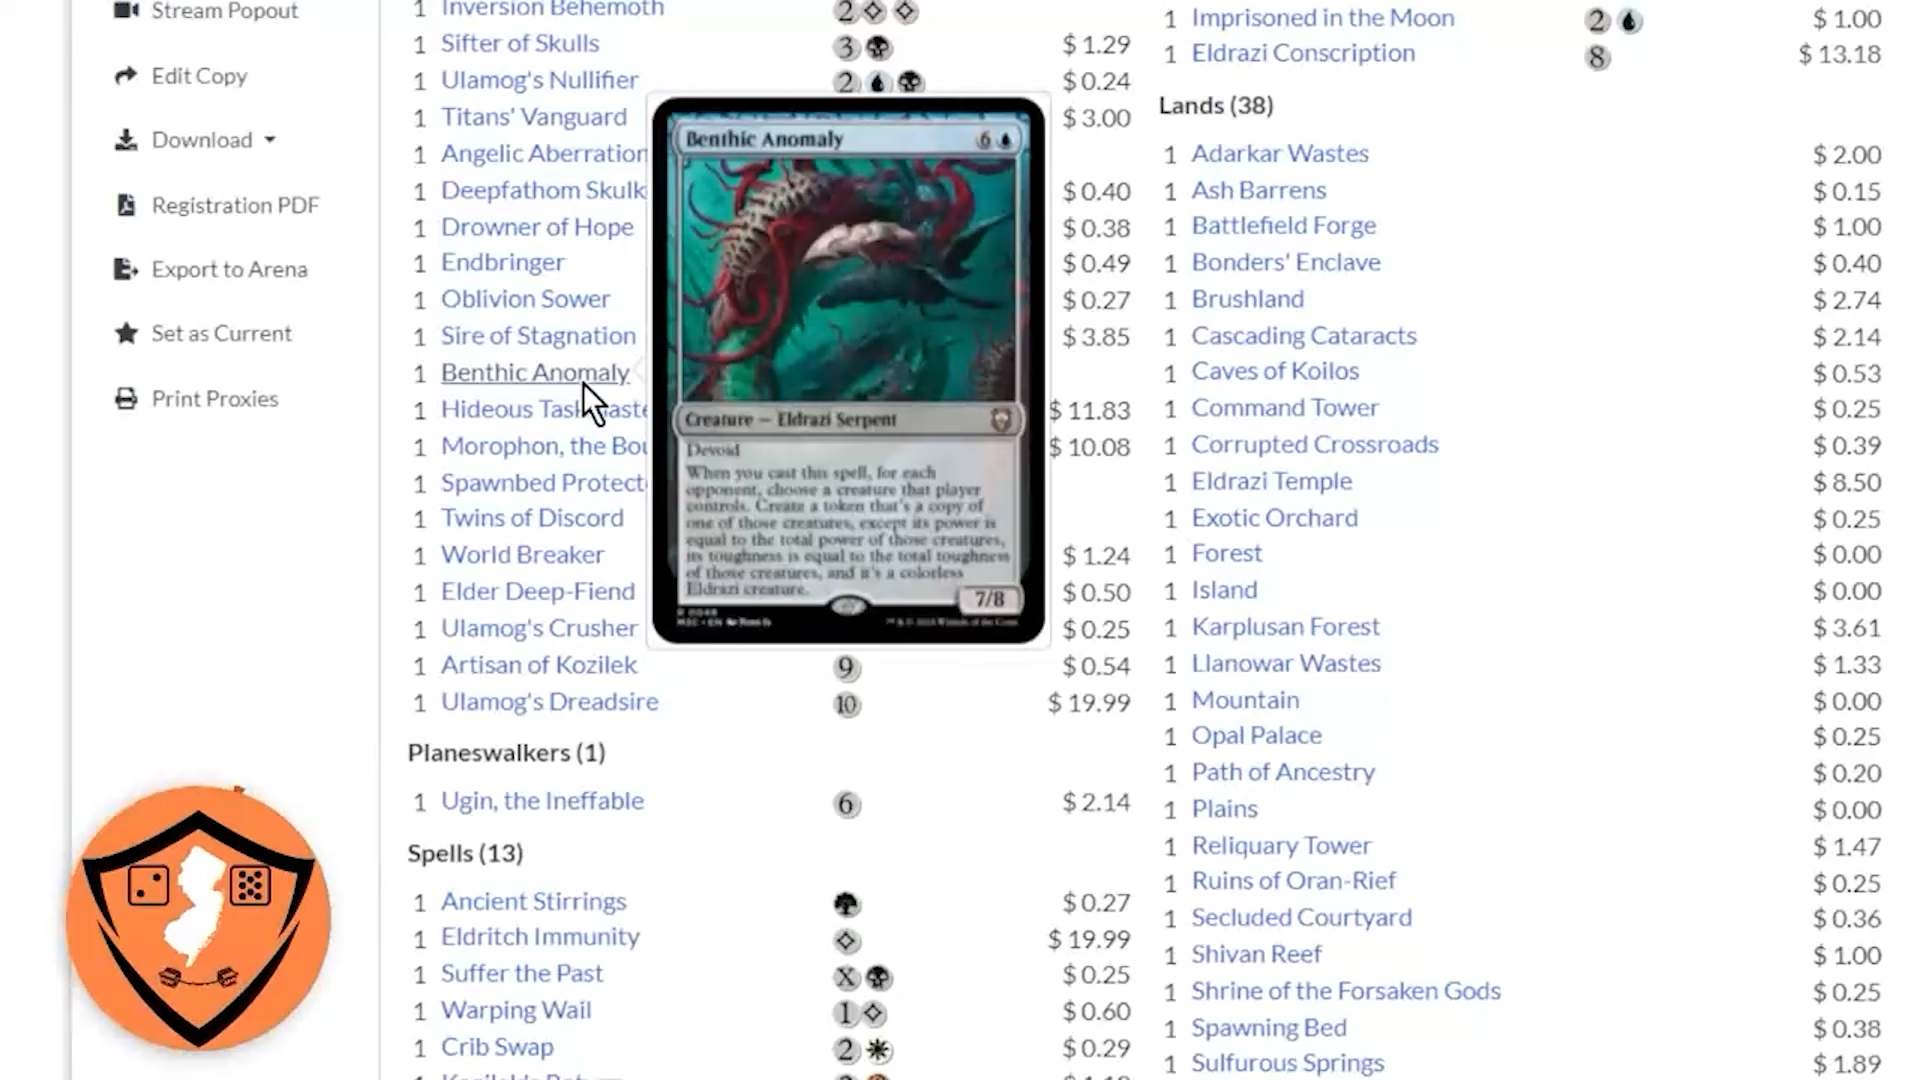 Stream Popout
Edit Copy
Download
Registration PDF
Export to Arena
Set as Current
Print Proxies
1 Inversion Behemoth 2
1 Sifter of Skulls 3 $ 1.29
1 Ulamog's Nullifier 2 $ 0.24
1 Titans' Vanguard $ 3.00
1 Angelic Aberration
1 Deepfathom Skulk $ 0.40
1 Drowner of Hope $ 0.38
1 Endbringer $ 0.49
1 Oblivion Sower $ 0.27
1 Sire of Stagnation $ 3.85
1 Benthic Anomaly
1 Hideous $ 11.83
1 Morophon, the Bou $ 10.08
1 Spawnbed Protect
1 Twins of Discord
1 World Breaker $ 1.24
1 Elder Deep-Fiend $ 0.50
1 Ulamog's Crusher $ 0.25
1 Artisan of Kozilek 9 $ 0.54
1 Ulamog's Dreadsire 10 $ 19.99
Planeswalkers (1)
1 Ugin, the Ineffable 6 $ 2.14
Spells (13)
1 Ancient Stirrings $ 0.27
1 Eldritch Immunity $ 19.99
1 Suffer the Past X $ 0.25
1 Warping Wail 1 $ 0.60
1 Crib Swap 2 $ 0.29
Benthic Anomaly 6
Creature – Eldrazi Serpent
Devoid
When you cast this spell, for each
opponent, choose a creature that player
controls. Create a token that's a copy of
one of those creatures, except its power is
equal to the total power of those creatures,
its toughness is equal to the total toughness
of those creatures, and it's a colorless
Eldrazi creature.
7/8
1 Imprisoned in the Moon 2 $ 1.00
1 Eldrazi Conscription 8 $ 13.18
Lands (38)
1 Adarkar Wastes $ 2.00
1 Ash Barrens $ 0.15
1 Battlefield Forge $ 1.00
1 Bonders' Enclave $ 0.40
1 Brushland $ 2.74
1 Cascading Cataracts $ 2.14
1 Caves of Koilos $ 0.53
1 Command Tower $ 0.25
1 Corrupted Crossroads $ 0.39
1 Eldrazi Temple $ 8.50
1 Exotic Orchard $ 0.25
1 Forest $ 0.00
1 Island $ 0.00
1 Karplusan Forest $ 3.61
1 Llanowar Wastes $ 1.33
1 Mountain $ 0.00
1 Opal Palace $ 0.25
1 Path of Ancestry $ 0.20
1 Plains $ 0.00
1 Reliquary Tower $ 1.47
1 Ruins of Oran-Rief $ 0.25
1 Secluded Courtyard $ 0.36
1 Shivan Reef $ 1.00
1 Shrine of the Forsaken Gods $ 0.25
1 Spawning Bed $ 0.38
1 Sulfurous Springs $ 1.89